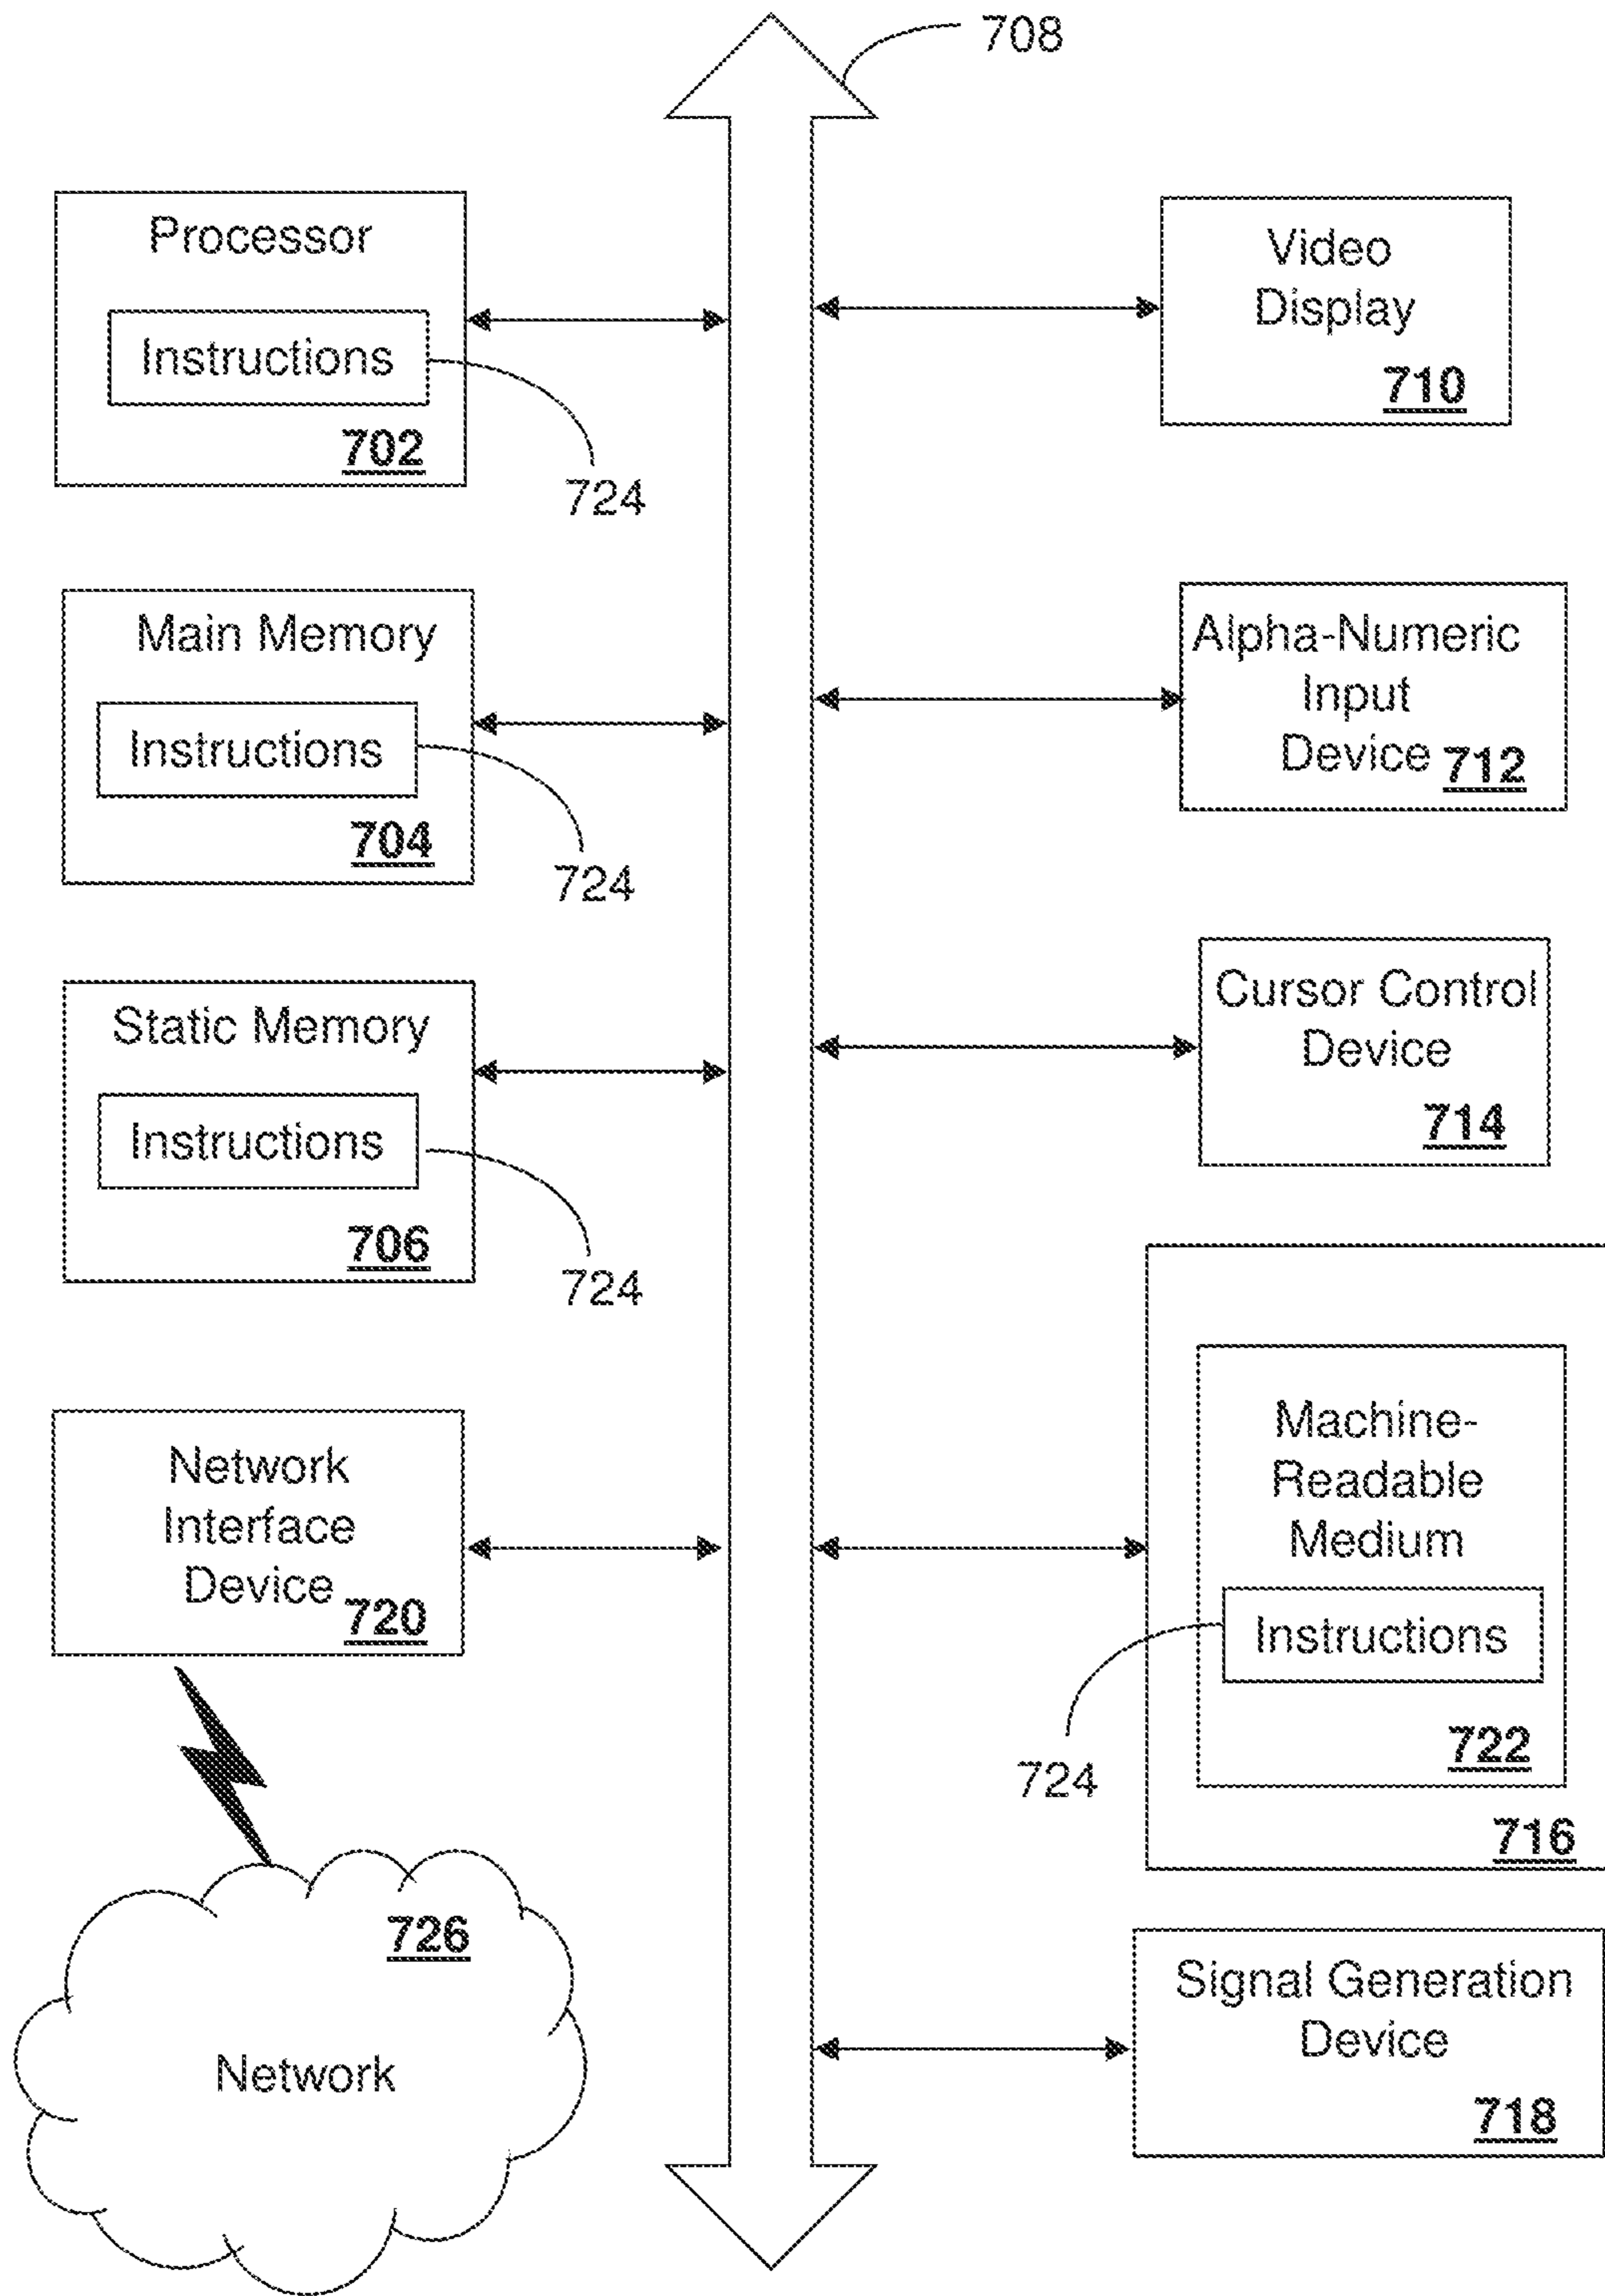 708
Processor
Instructions
702
724
Main Memory
Instructions
704
724
Static Memory
Instructions
706
724
Network
Interface
Device
720
726
Network
Video
Display
710
Alpha-Numeric
Input
Device 712
Cursor Control
Device
714
Machine-
Readable
Medium
Instructions
722
724
716
Signal Generation
Device
718